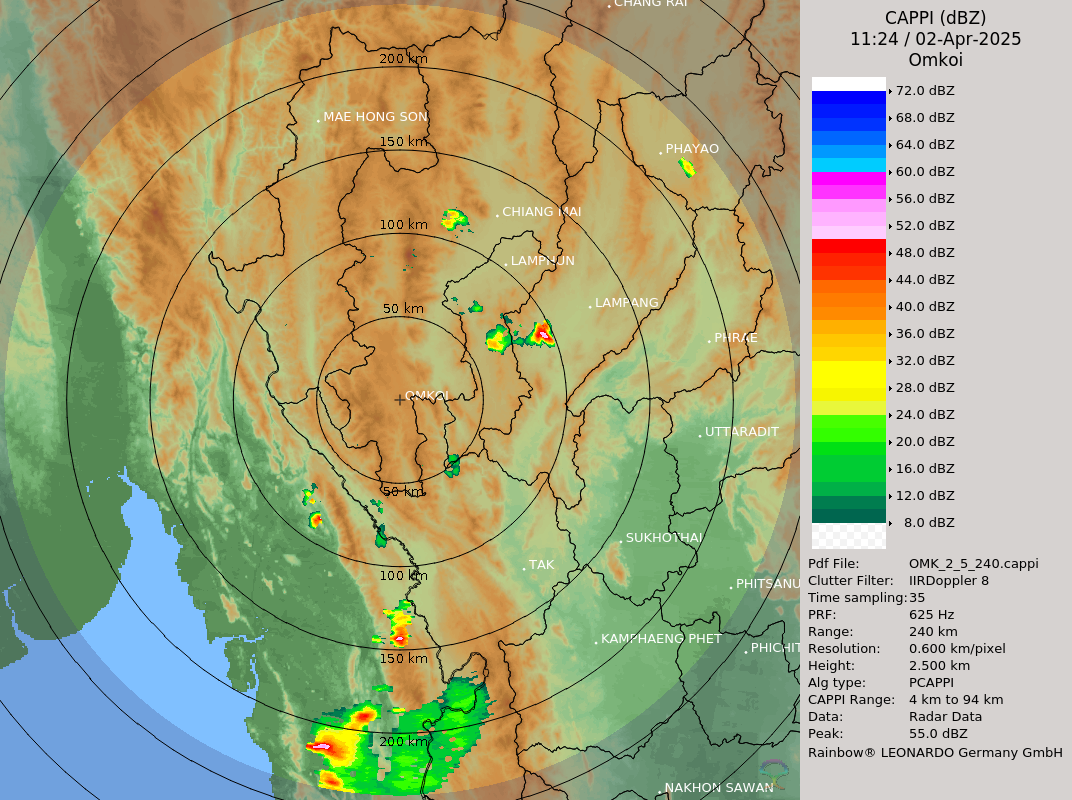 CHANG RAI
200 km
MAE HONG SON
150 km
PHAYAO
CHIANG MAI
100 km
LAMPHUN
LAMPANG
50 km
PHRAE
OMKOI
UTTARADIT
50 km
SUKHOTHAI
TAK
100 km
PHITSANU
KAMPHAENG PHET
PHICHIT
150 km
200 km
NAKHON SAWAN
CAPPI (dBZ)
11:24 / 02-Apr-2025
Omkoi
72.0 dBZ
68.0 dBZ
64.0 dBZ
60.0 dBZ
56.0 dBZ
52.0 dBZ
48.0 dBZ
44.0 dBZ
40.0 dBZ
36.0 dBZ
32.0 dBZ
28.0 dBZ
24.0 dBZ
20.0 dBZ
16.0 dBZ
12.0 dBZ
8.0 dBZ
Pdf File: OMK_2_5_240.cappi
Clutter Filter: IIRDoppler 8
Time sampling: 35
PRF: 625 Hz
Range: 240 km
Resolution: 0.600 km/pixel
Height: 2.500 km
Alg type: PCAPPI
CAPPI Range: 4 km to 94 km
Data: Radar Data
Peak: 55.0 dBZ
Rainbow® LEONARDO Germany GmbH